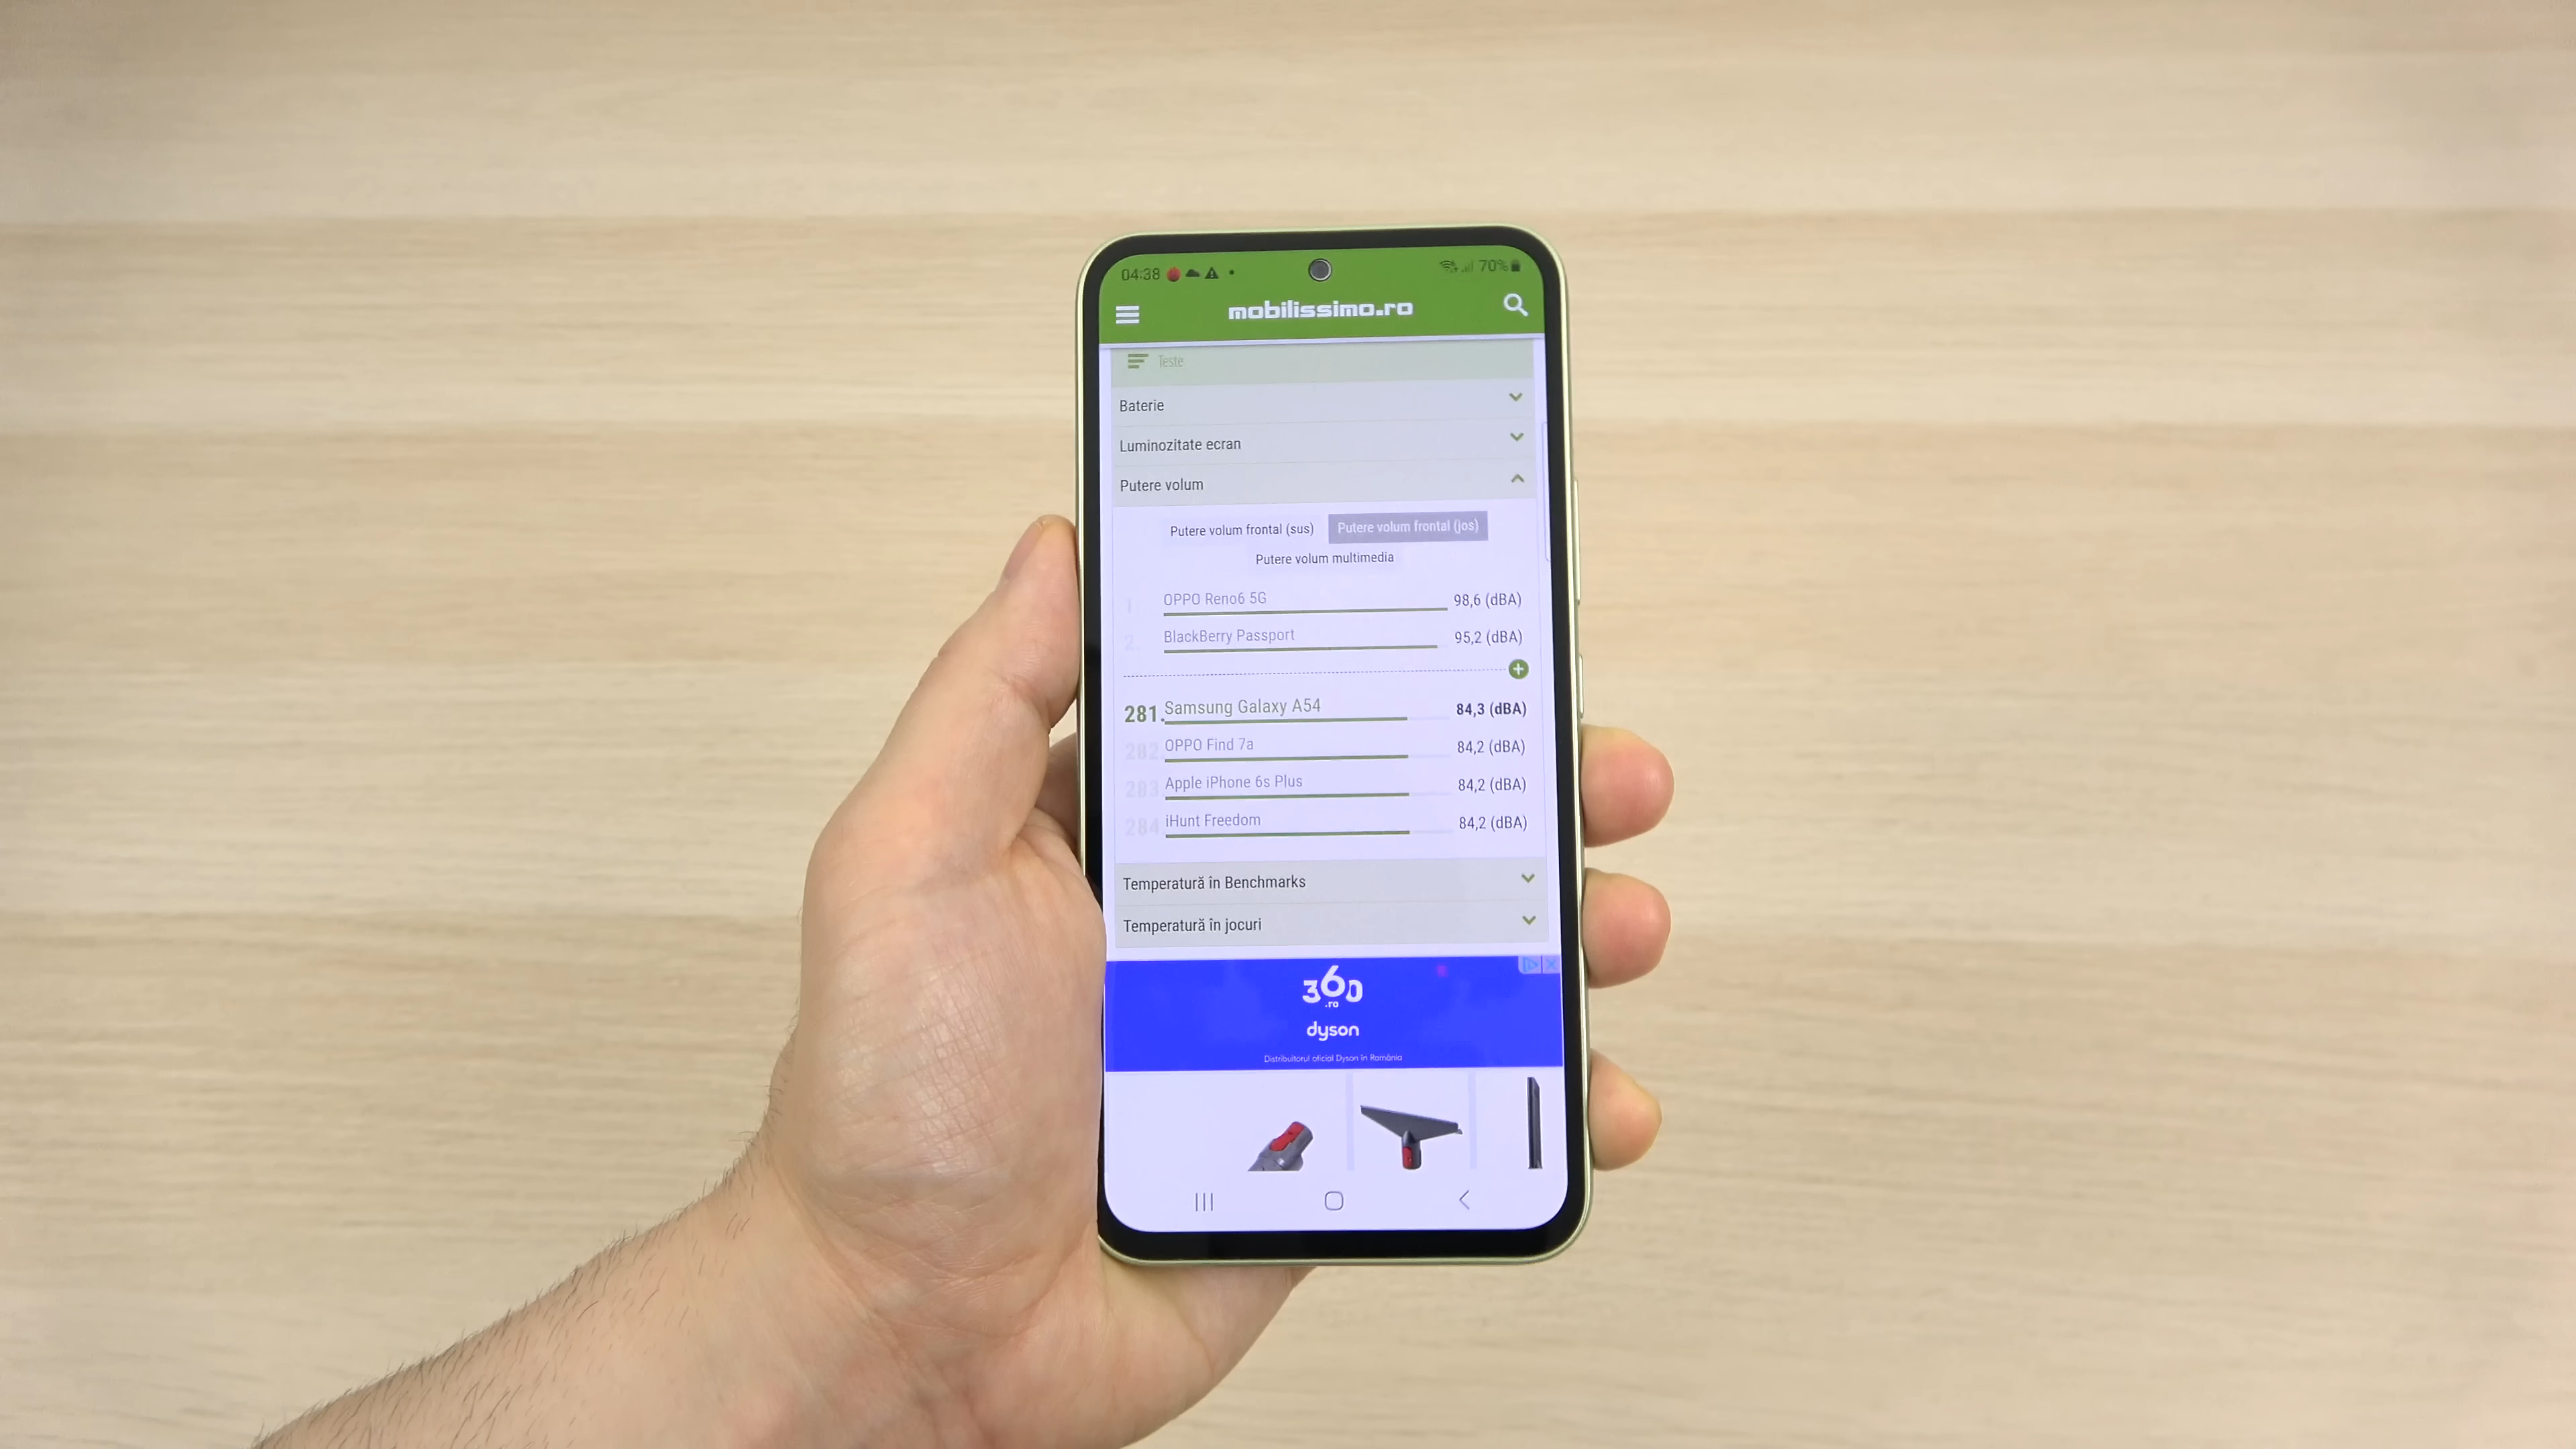 04:38
70%
mobilissimo.ro
Teste
Baterie
Luminozitate ecran
Putere volum
Putere volum frontal (sus) Putere volum frontal (jos)
Putere volum multimedia
1 OPPO Reno6 5G 98,6 (dBA)
2. BlackBerry Passport 95,2 (dBA)
281. Samsung Galaxy A54 84,3 (dBA)
282 OPPO Find 7a 84,2 (dBA)
283 Apple iPhone 6s Plus 84,2 (dBA)
284 iHunt Freedom 84,2 (dBA)
Temperatură în Benchmarks
Temperatură în jocuri
360
.ro
dyson
Distribuitorul oficial Dyson în România